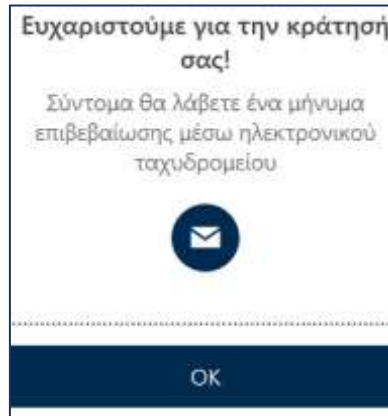 Ευχαριστούμε για την κράτησή
σας!
Σύντομα θα λάβετε ένα μήνυμα
επιβεβαίωσης μέσω ηλεκτρονικού
ταχυδρομείου
OK